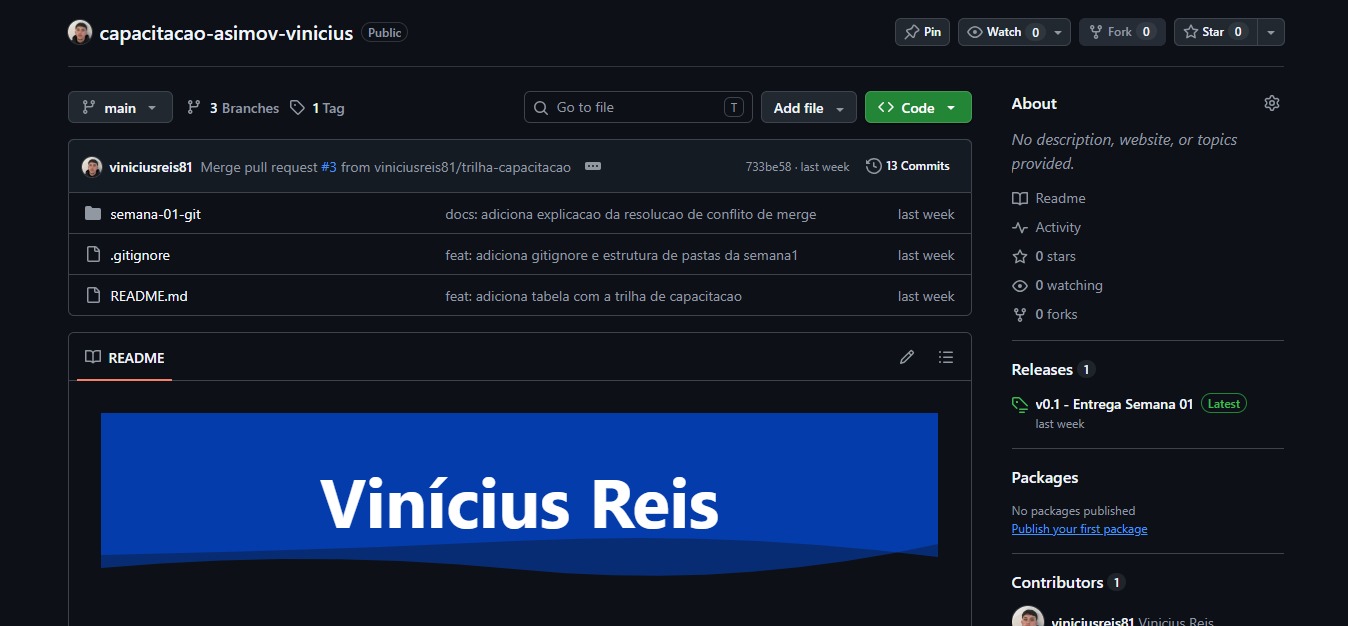 capacitacao-asimov-vinicius Public
Pin
Watch 0
Fork 0
Star 0
main
3 Branches
1 Tag
Go to file
T
Add file
Code
viniciusreis81 Merge pull request #3 from viniciusreis81/trilha-capacitacao
733be58 · last week
13 Commits
semana-01-git docs: adiciona explicacao da resolucao de conflito de merge last week
.gitignore feat: adiciona gitignore e estrutura de pastas da semana1 last week
README.md feat: adiciona tabela com a trilha de capacitacao last week
README
Vinícius Reis
About
No description, website, or topics
provided.
Readme
Activity
0 stars
0 watching
0 forks
Releases 1
v0.1 - Entrega Semana 01 Latest
last week
Packages
No packages published
Publish your first package
Contributors 1
viniciusreis81 Vinicius Reis